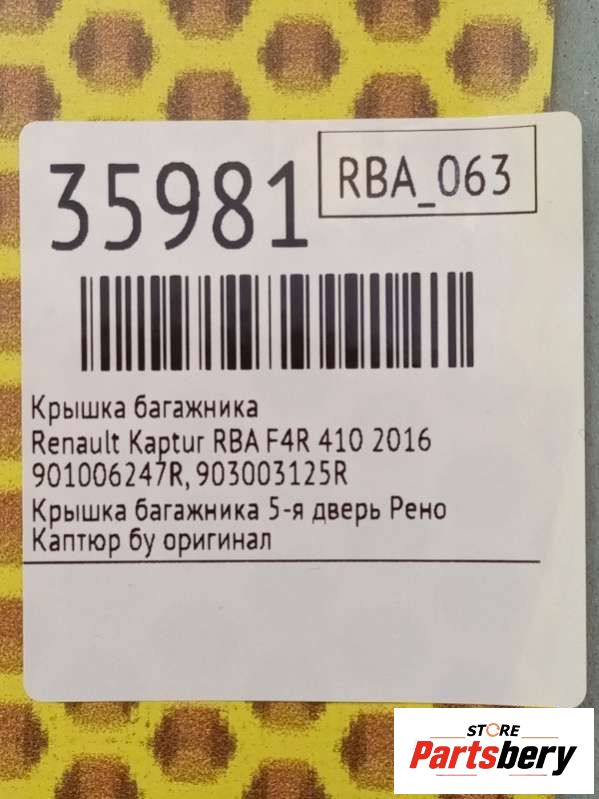 35981
RBA_063
Крышка багажника
Renault Kaptur RBA F4R 410 2016
901006247R, 903003125R
Крышка багажника 5-я дверь Рено
Каптюр бу оригинал
STORE
Partsbery